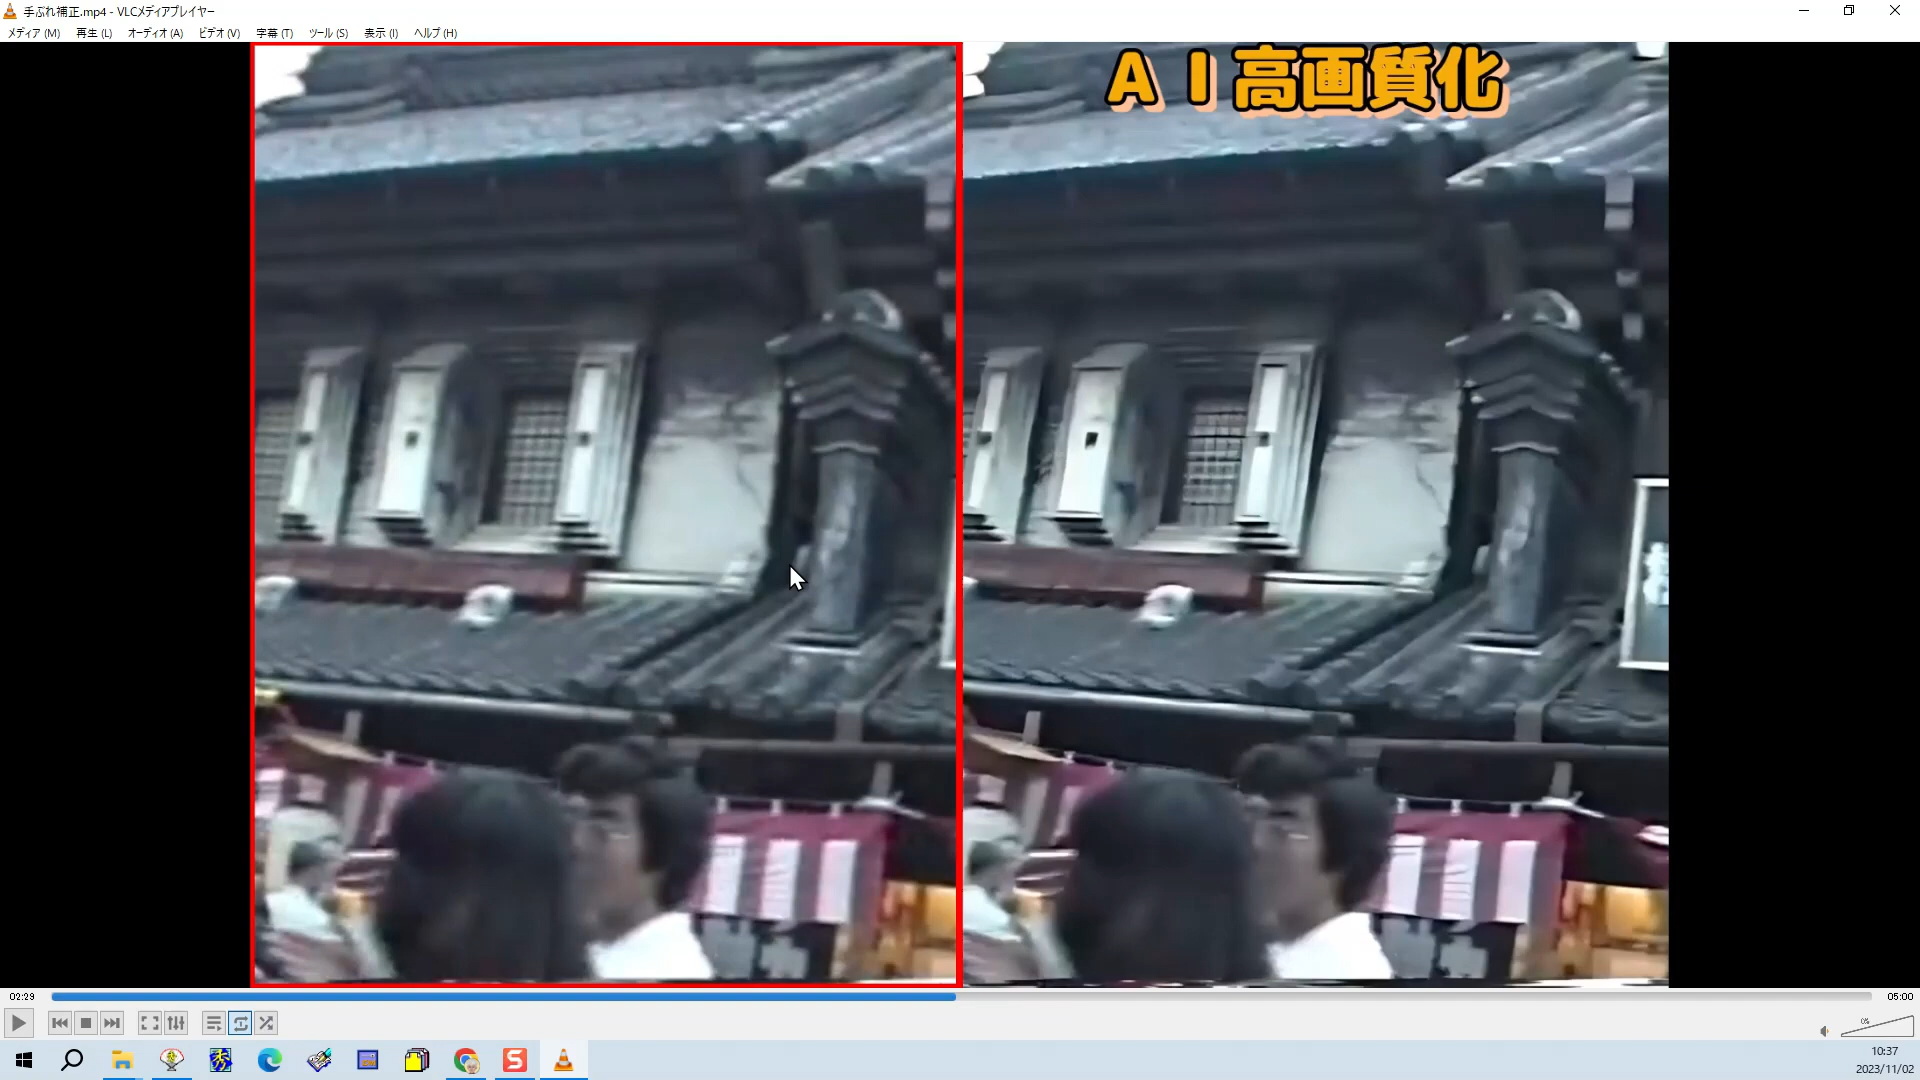 手ぶれ補正.mp4 - VLCメディアプレイヤー
メディア (M) 再生 (L) オーディオ (A) ビデオ (V) 字幕 (T) ツール (S) 表示 (I) ヘルプ (H)
ＡＩ高画質化
02:29
05:00
0%
秀
S
10:37
2023/11/02